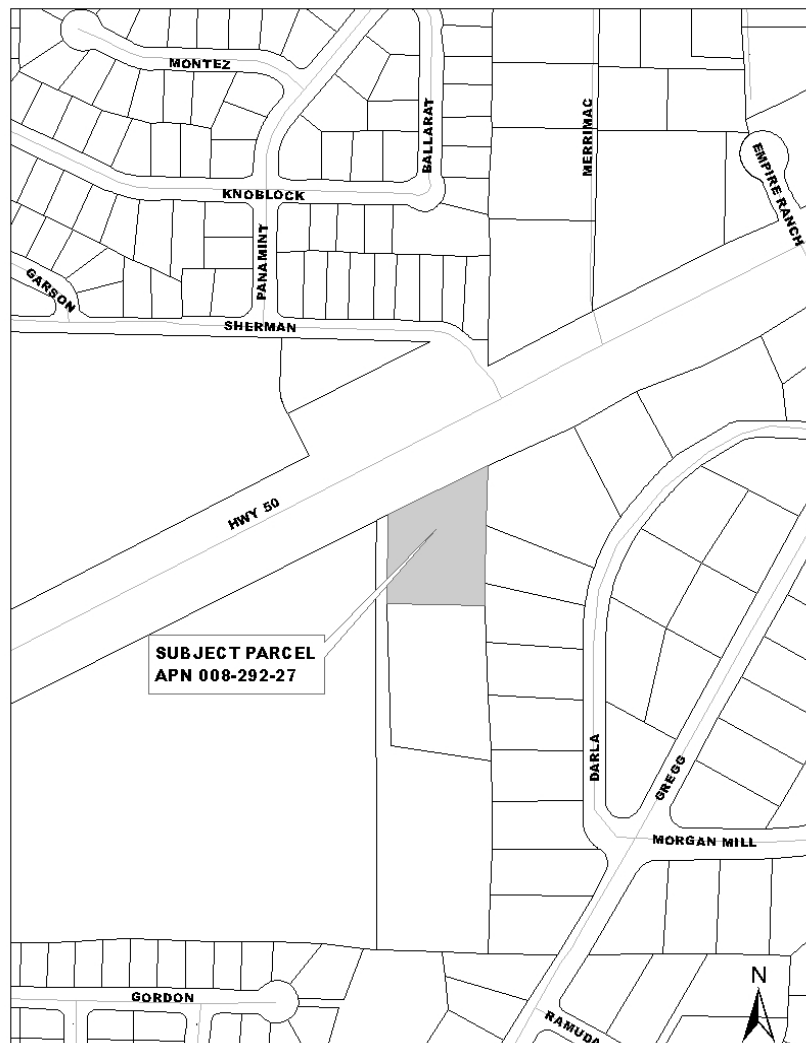 MONTEZ
BALLARAT
MERRIMAC
EMPIRE RANCH
KNOBLOCK
PANAMINT
GARSON
SHERMAN
HWY 50
SUBJECT PARCEL
APN 008-292-27
DARLA
GREGG
MORGAN MILL
N
GORDON
RAMUDA